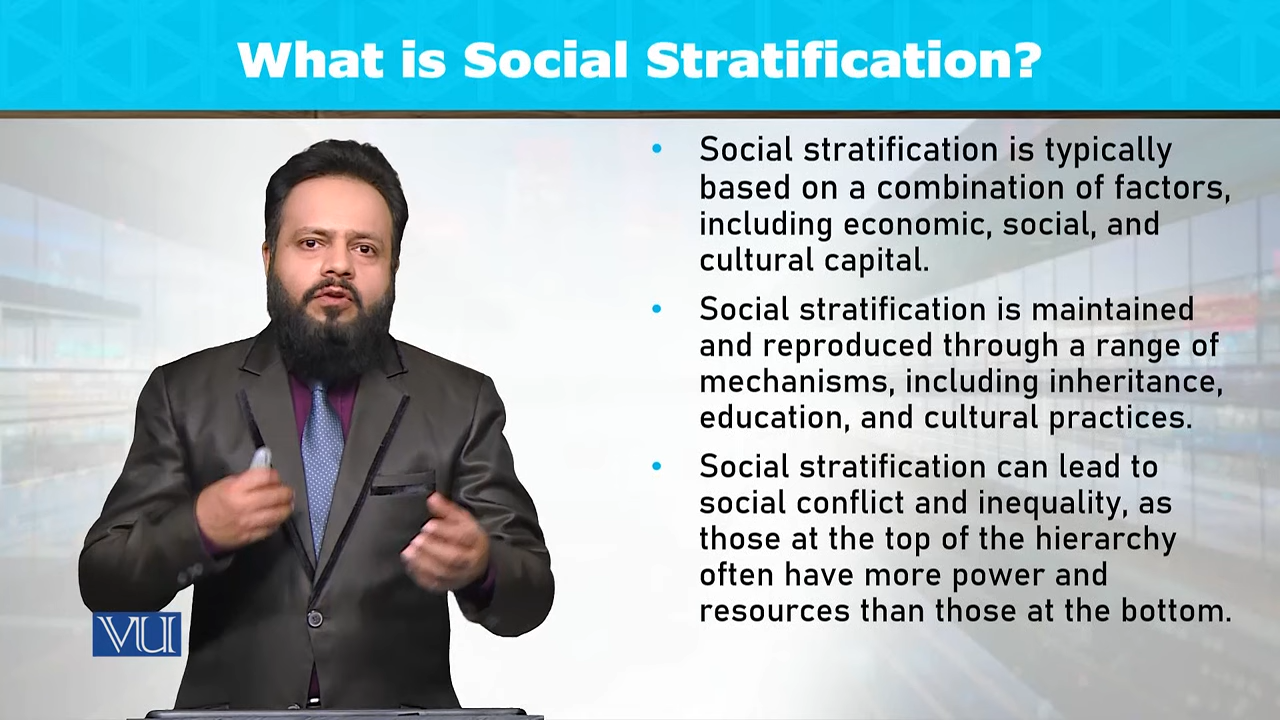 What is Social Stratification?
• Social stratification is typically
based on a combination of factors,
including economic, social, and
cultural capital.
• Social stratification is maintained
and reproduced through a range of
mechanisms, including inheritance,
education, and cultural practices.
• Social stratification can lead to
social conflict and inequality, as
those at the top of the hierarchy
often have more power and
resources than those at the bottom.
VU